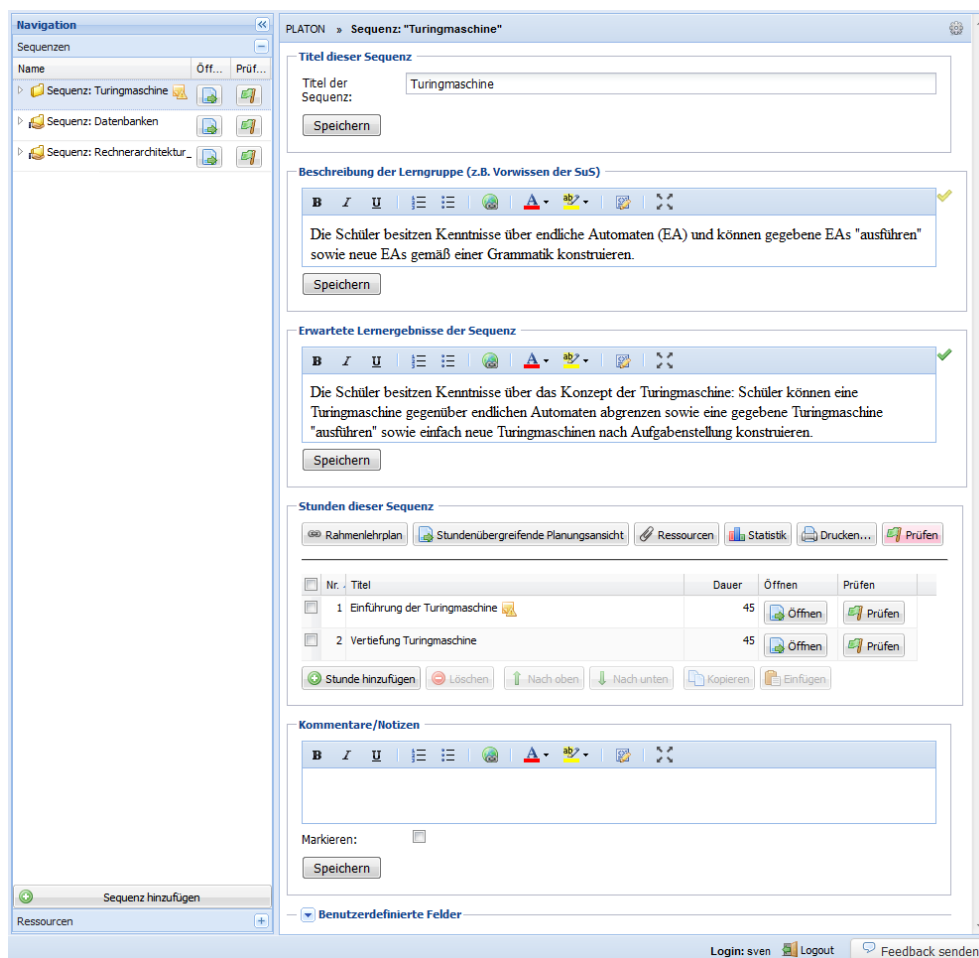 Navigation
Sequenzen
Name Öff... Prüf...
Sequenz: Turingmaschine
Sequenz: Datenbanken
Sequenz: Rechnerarchitektur_
Sequenz hinzufügen
Ressourcen
PLATON » Sequenz: "Turingmaschine"
Titel dieser Sequenz
Titel der Sequenz: Turingmaschine
Speichern
Beschreibung der Lerngruppe (z.B. Vorwissen der SuS)
B I U A ab
Die Schüler besitzen Kenntnisse über endliche Automaten (EA) und können gegebene EAs "ausführen"
sowie neue EAs gemäß einer Grammatik konstruieren.
Speichern
Erwartete Lernergebnisse der Sequenz
B I U A ab
Die Schüler besitzen Kenntnisse über das Konzept der Turingmaschine: Schüler können eine
Turingmaschine gegenüber endlichen Automaten abgrenzen sowie eine gegebene Turingmaschine
"ausführen" sowie einfach neue Turingmaschinen nach Aufgabenstellung konstruieren.
Speichern
Stunden dieser Sequenz
Rahmenlehrplan Stundenübergreifende Planungsansicht Ressourcen Statistik Drucken... Prüfen
Nr. Titel Dauer Öffnen Prüfen
1 Einführung der Turingmaschine 45 Öffnen Prüfen
2 Vertiefung Turingmaschine 45 Öffnen Prüfen
Stunde hinzufügen Löschen Nach oben Nach unten Kopieren Einfügen
Kommentare/Notizen
B I U A ab
Markieren:
Speichern
Benutzerdefinierte Felder
Login: sven Logout Feedback senden